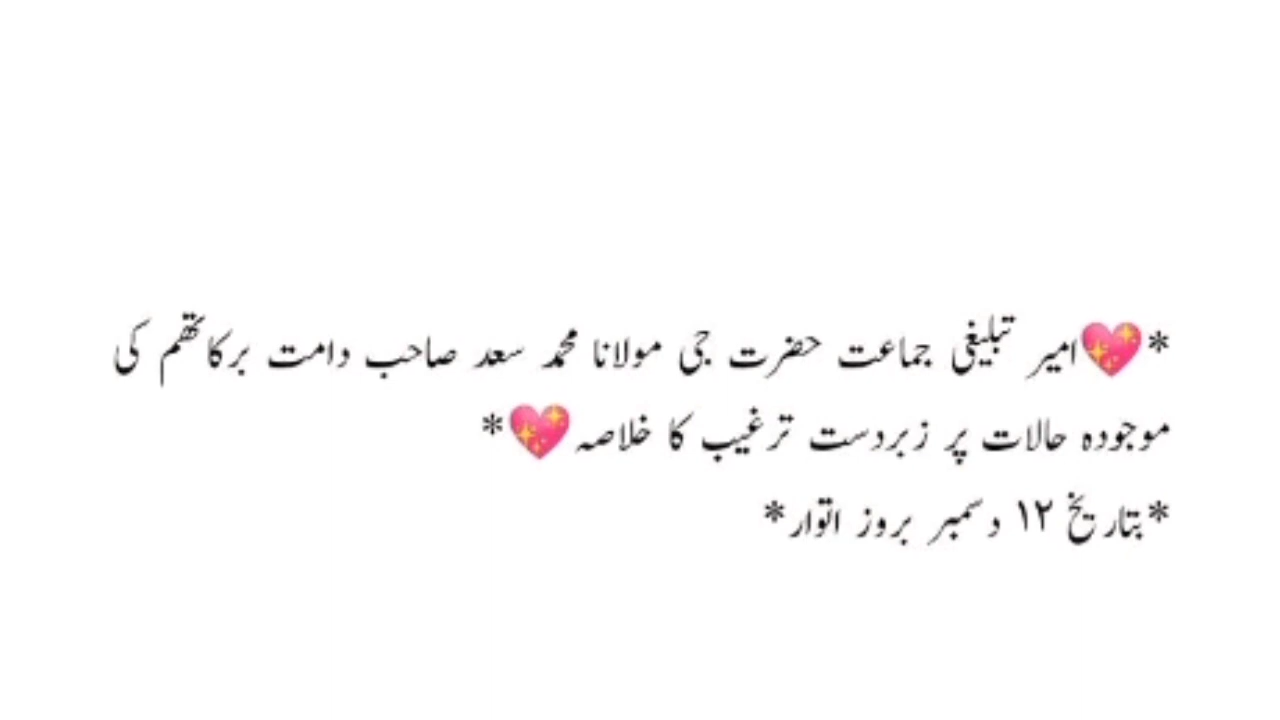 *💖امیر تبلیغی جماعت حضرت جی مولانا محمد سعد صاحب دامت برکاتھم کی
موجودہ حالات پر زبردست ترغیب کا خلاصہ💖*
*بتاریخ ۱۲ دسمبر بروز اتوار*